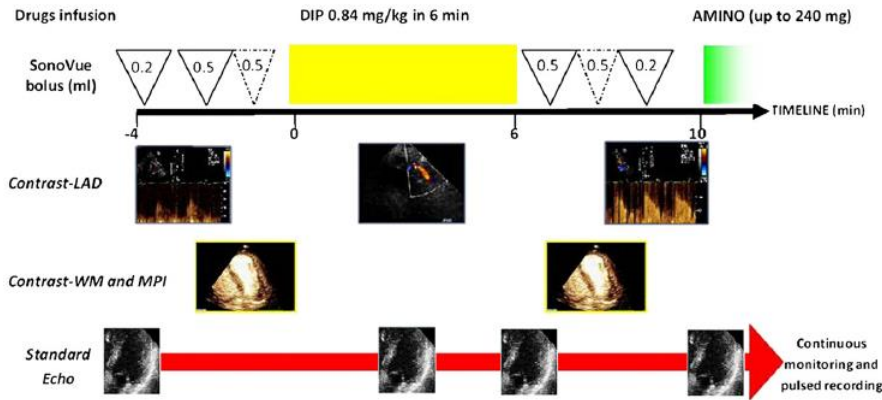 Drugs infusion DIP 0.84 mg/kg in 6 min AMINO (up to 240 mg)
SonoVue
bolus (ml)
0.2 0.5 0.5 0.5 0.5 0.2
TIMELINE (min)
-4 0 6 10
Contrast-LAD
Contrast-WM and MPI
Standard
Echo
Continuous
monitoring and
pulsed recording